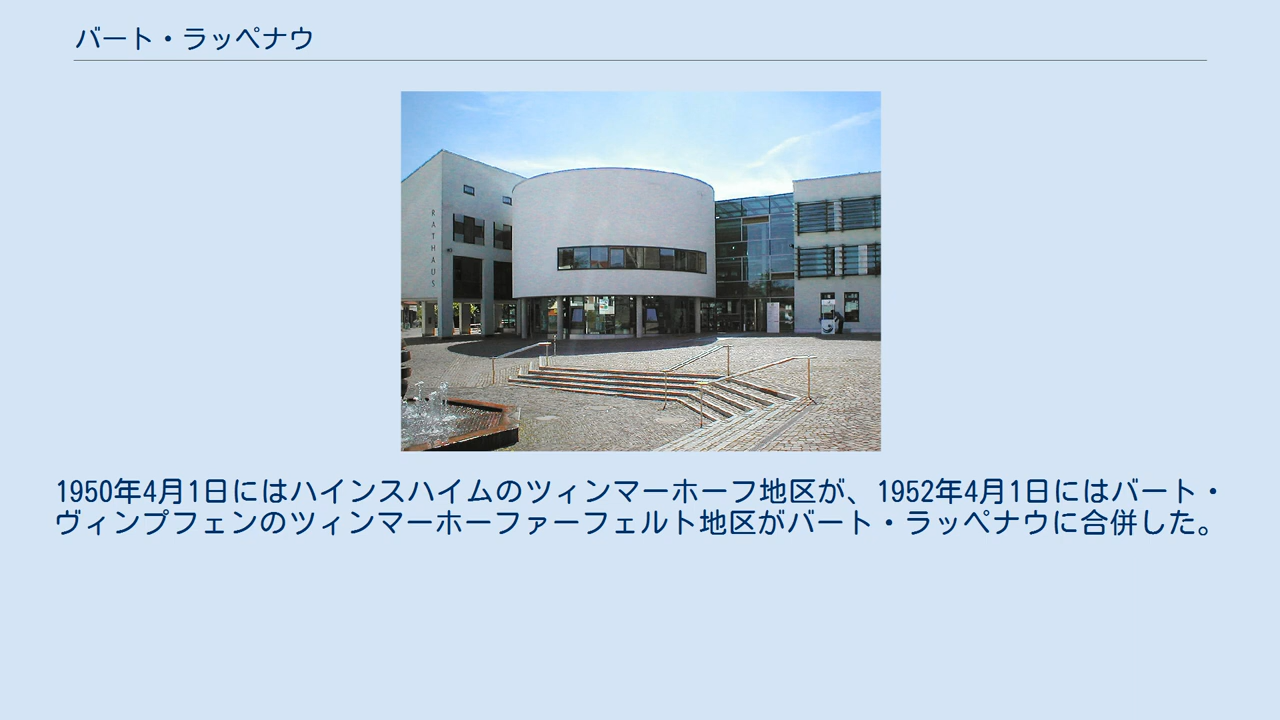 バート・ラッペナウ
RATHAUS
1950年4月1日にはハインスハイムのツィンマーホーフ地区が、1952年4月1日にはバート・
ヴィンプフェンのツィンマーホーファーフェルト地区がバート・ラッペナウに合併した。